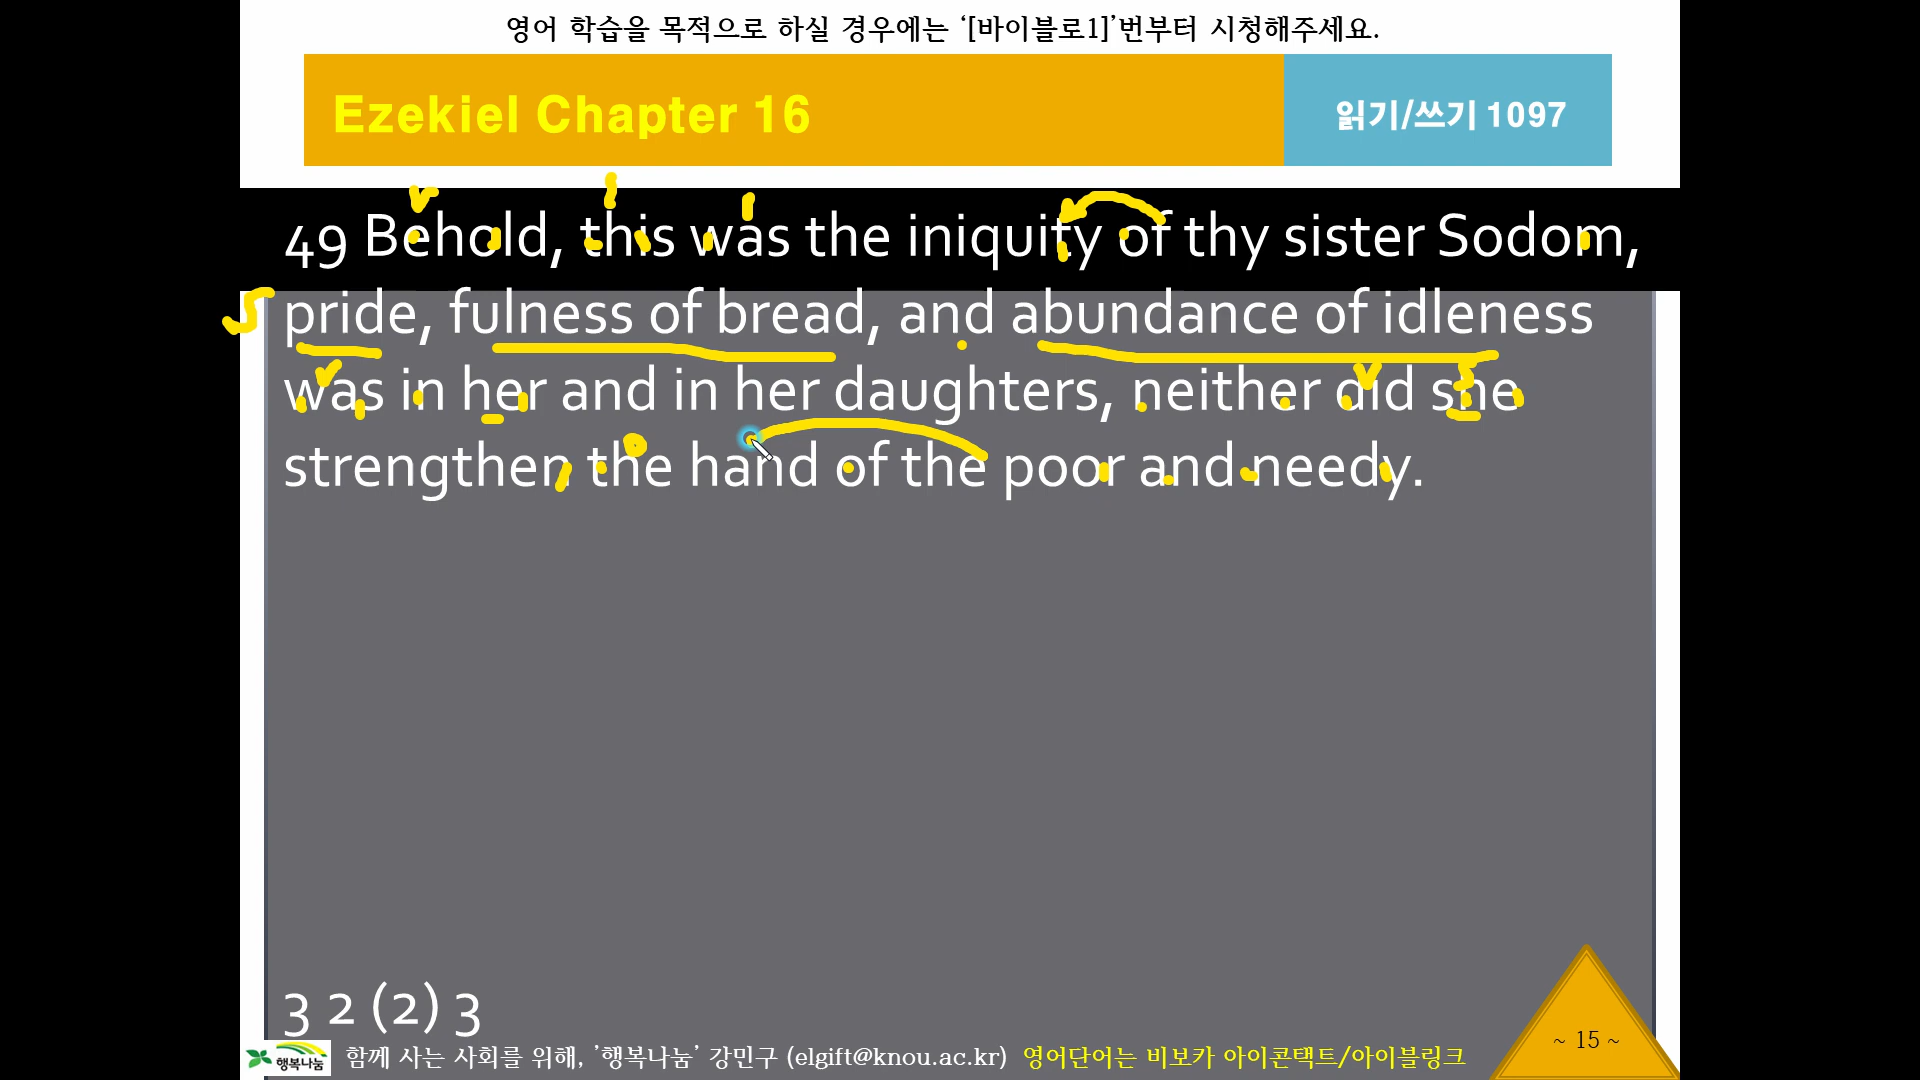 영어 학습을 목적으로 하실 경우에는 ‘[바이블로1]’번부터 시청해주세요.
Ezekiel Chapter 16
읽기/쓰기 1097
49 Behold, this was the iniquity of thy sister Sodom,
pride, fulness of bread, and abundance of idleness
was in her and in her daughters, neither did she
strengthen the hand of the poor and needy.
3 2 (2) 3
~ 15 ~
행복나눔 함께 사는 사회를 위해, ’행복나눔’ 강민구 (elgift@knou.ac.kr) 영어단어는 비보카 아이콘택트/아이블링크